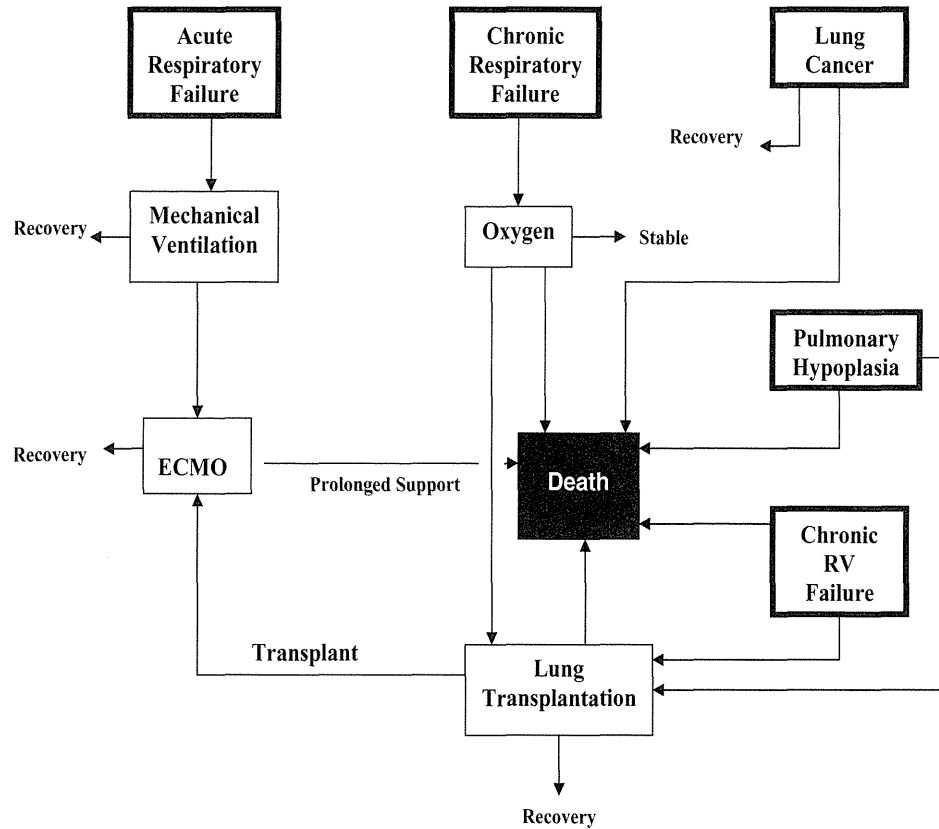 Acute
Respiratory
Failure
Chronic
Respiratory
Failure
Lung
Cancer
Recovery
Mechanical
Ventilation
Recovery
Oxygen
Stable
Pulmonary
Hypoplasia
Recovery
ECMO
Prolonged Support
Death
Chronic
RV
Failure
Transplant
Lung
Transplantation
Recovery